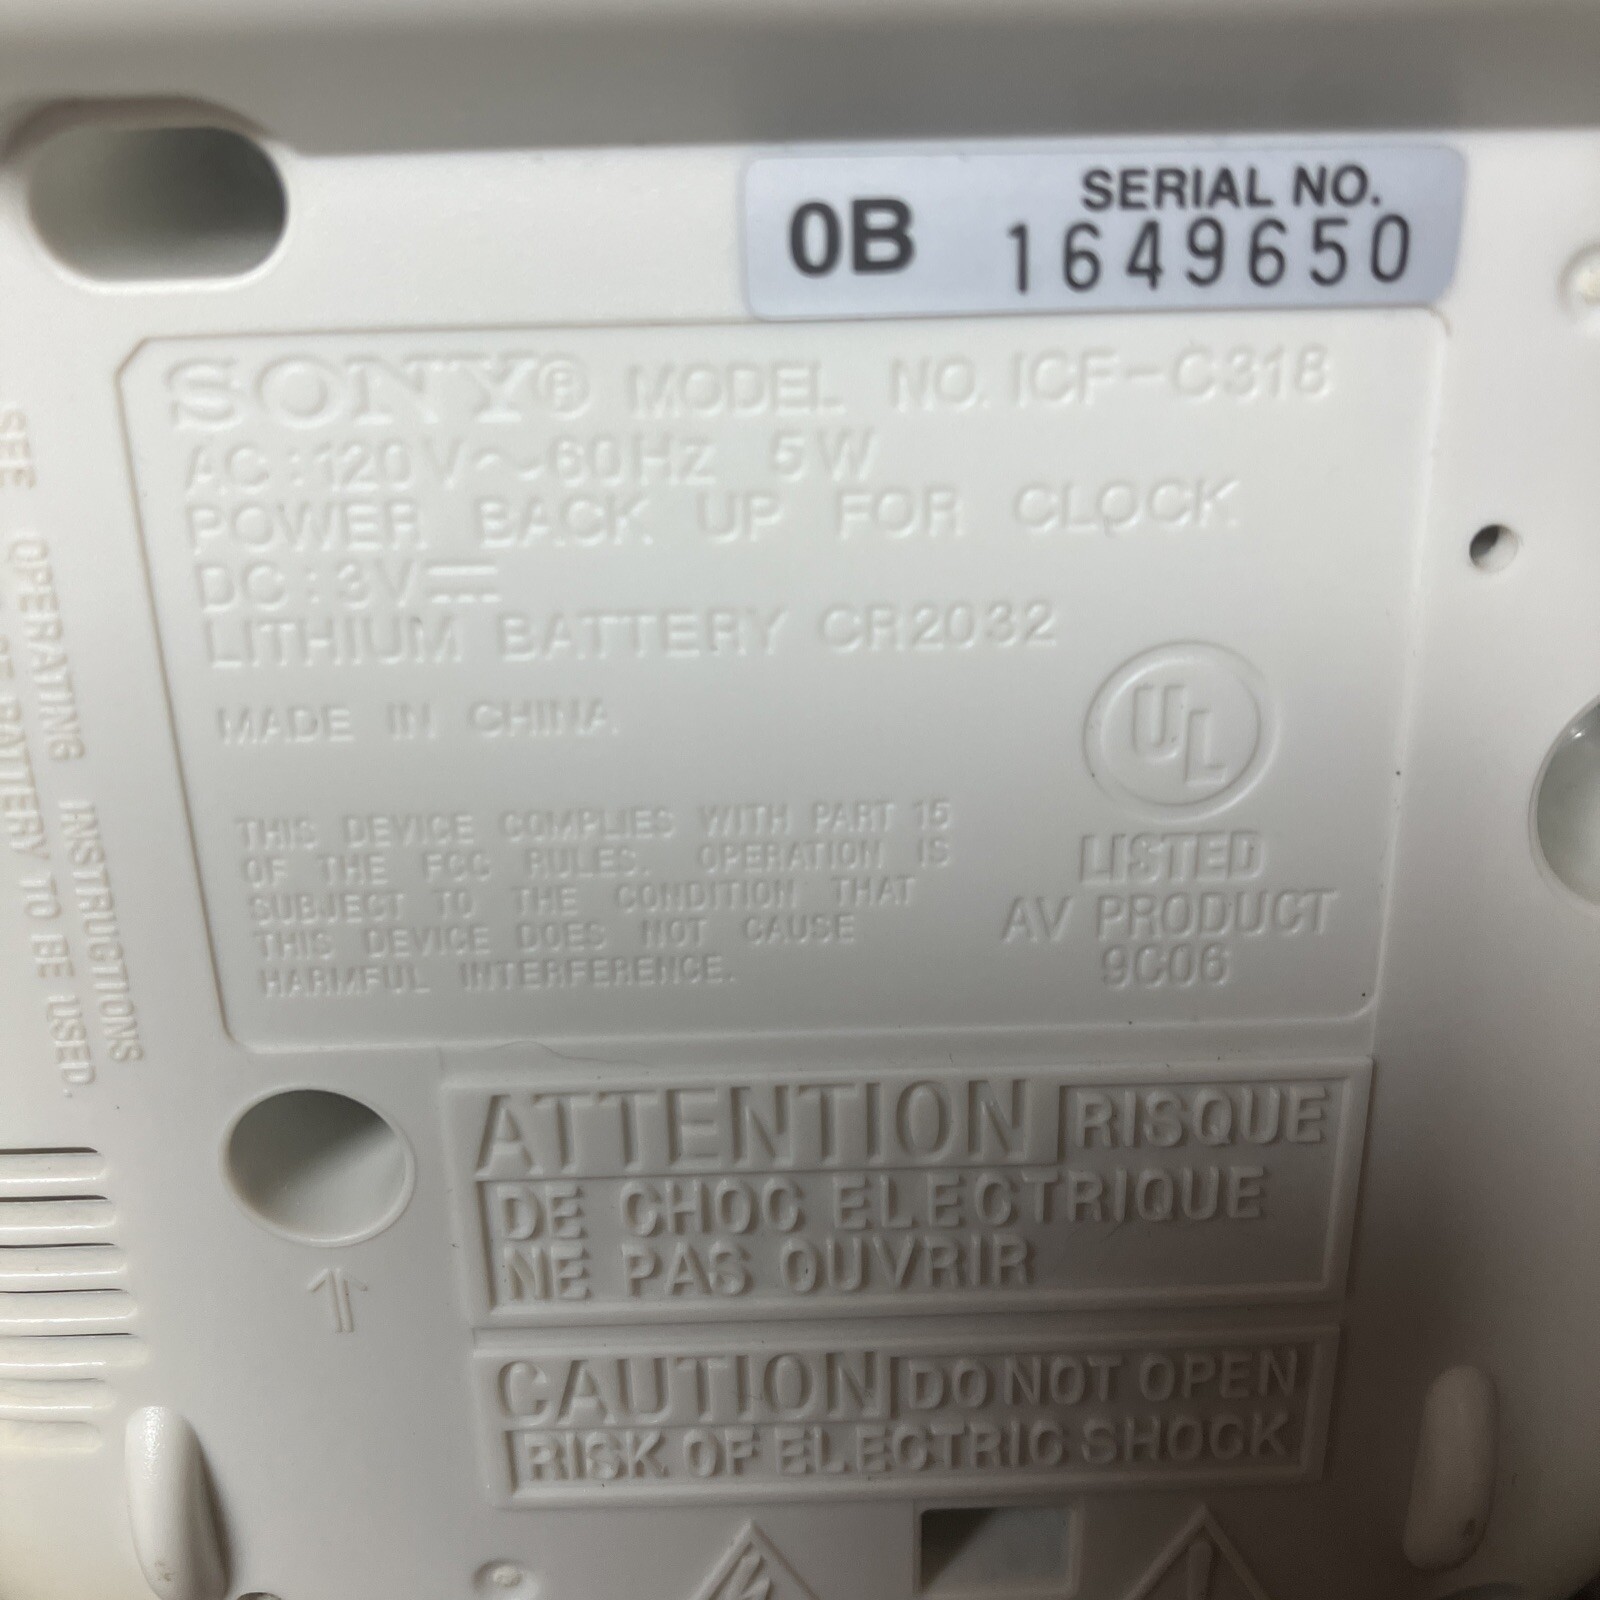 0B SERIAL NO.
1649650
SONY® MODEL NO. ICF-C318
AC:120V~60Hz 5W
POWER BACK UP FOR CLOCK
DC:3V⎓
LITHIUM BATTERY CR2032
MADE IN CHINA
UL
LISTED
AV PRODUCT
9C06
THIS DEVICE COMPLIES WITH PART 15
OF THE FCC RULES. OPERATION IS
SUBJECT TO THE CONDITION THAT
THIS DEVICE DOES NOT CAUSE
HARMFUL INTERFERENCE.
SEE OPERATING INSTRUCTIONS
BATTERY TO BE USED.
ATTENTION RISQUE
DE CHOC ELECTRIQUE
NE PAS OUVRIR
CAUTION DO NOT OPEN
RISK OF ELECTRIC SHOCK